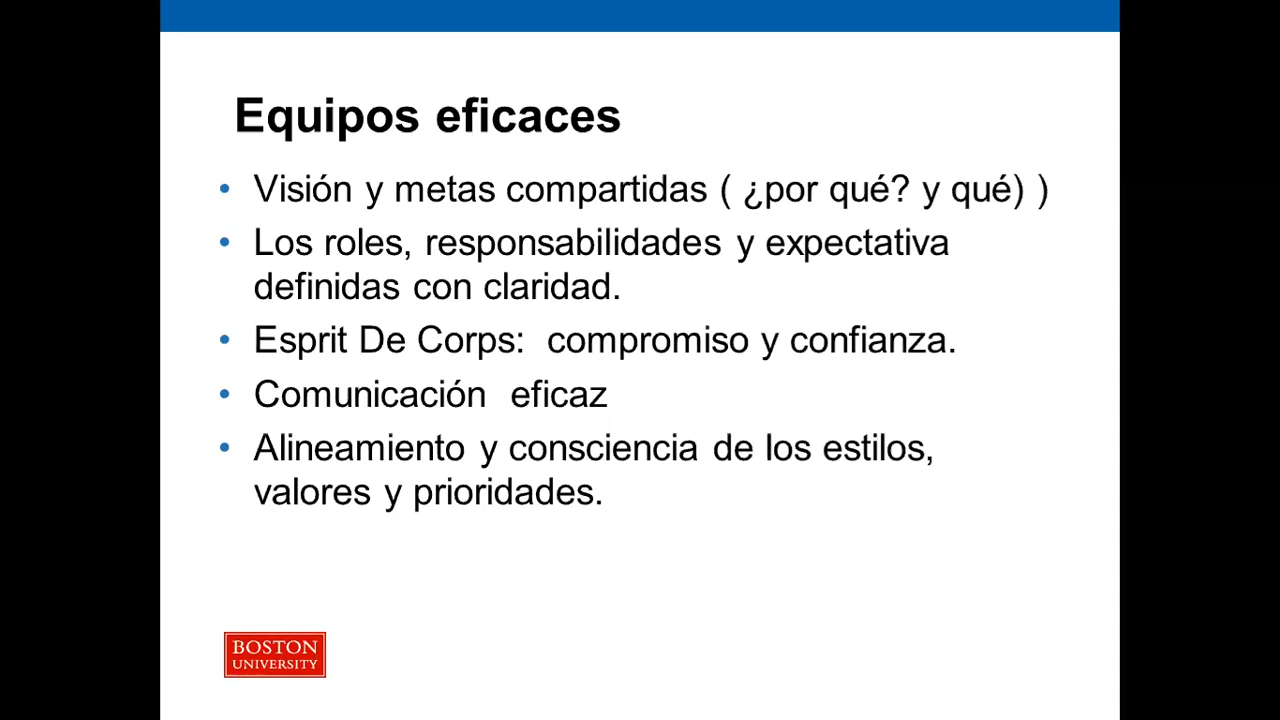 Equipos eficaces
• Visión y metas compartidas ( ¿por qué? y qué) )
• Los roles, responsabilidades y expectativa
definidas con claridad.
• Esprit De Corps:  compromiso y confianza.
• Comunicación  eficaz
• Alineamiento y consciencia de los estilos,
valores y prioridades.
BOSTON
UNIVERSITY